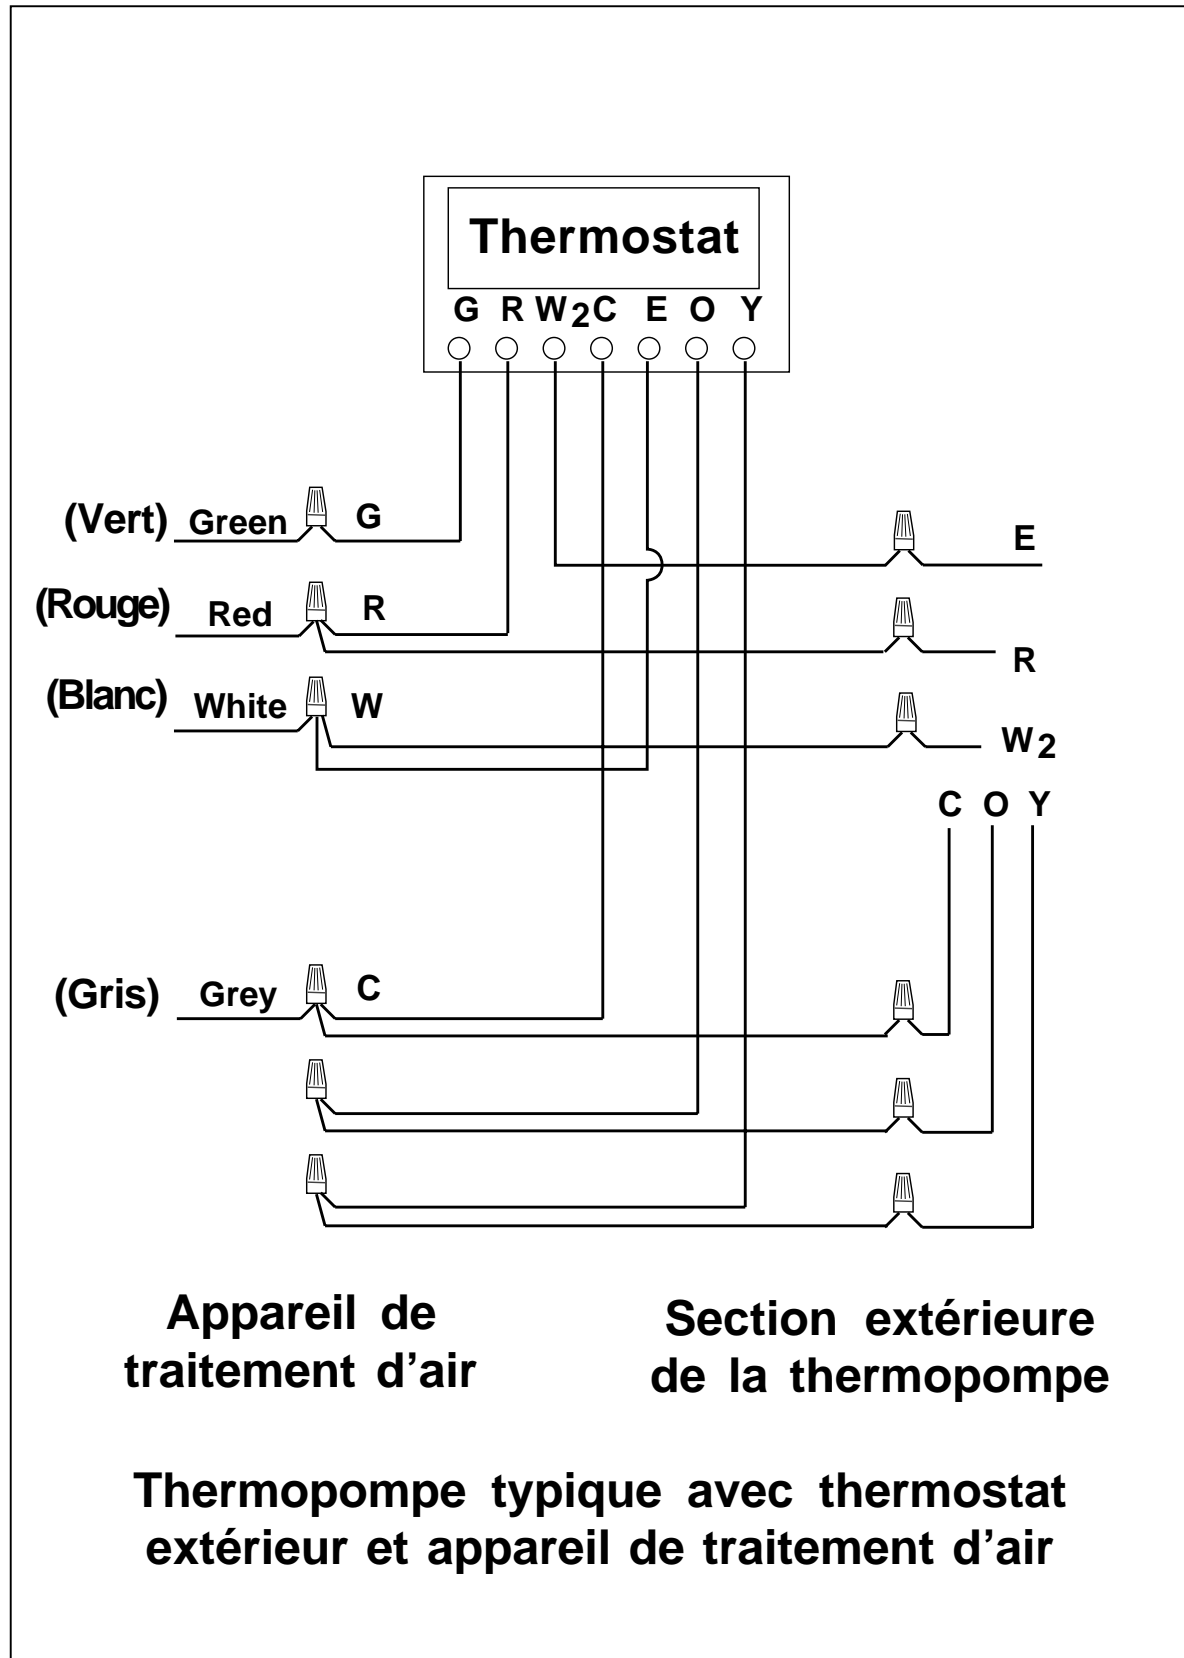 Thermostat
G R W2 C E O Y
(Vert) Green G
E
(Rouge) Red R
R
(Blanc) White W
W2
C O Y
(Gris) Grey C
Appareil de
traitement d’air
Section extérieure
de la thermopompe
Thermopompe typique avec thermostat
extérieur et appareil de traitement d’air